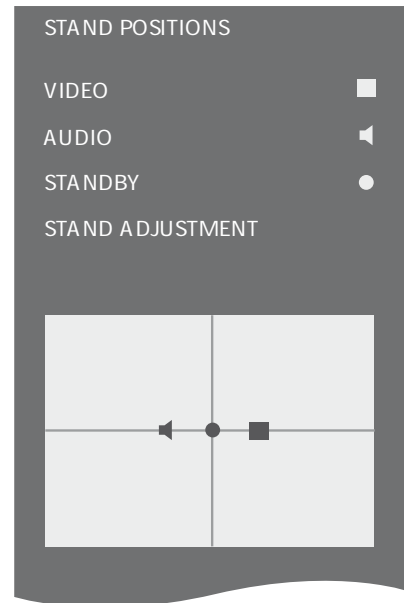 STAND POSITIONS
VIDEO
AUDIO
STANDBY
STAND ADJUSTMENT